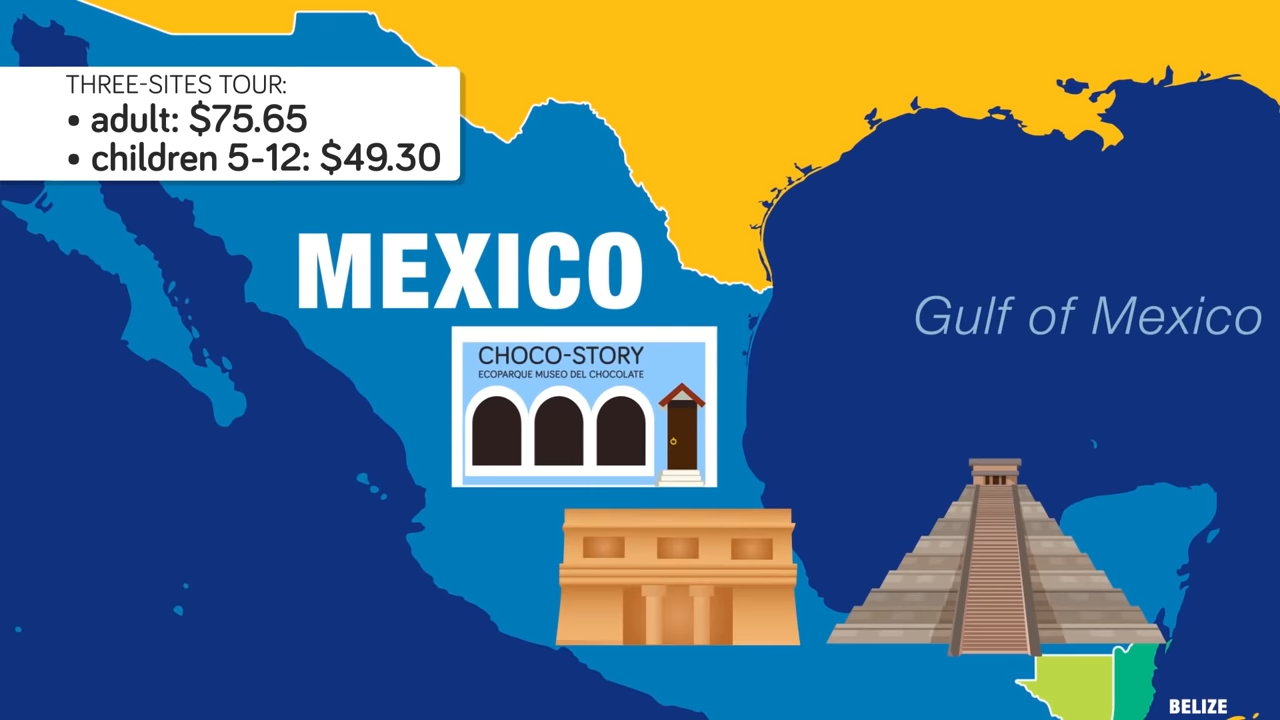 THREE-SITES TOUR:
• adult: $75.65
• children 5-12: $49.30
MEXICO
Gulf of Mexico
CHOCO-STORY
ECOPARQUE MUSEO DEL CHOCOLATE
BELIZE